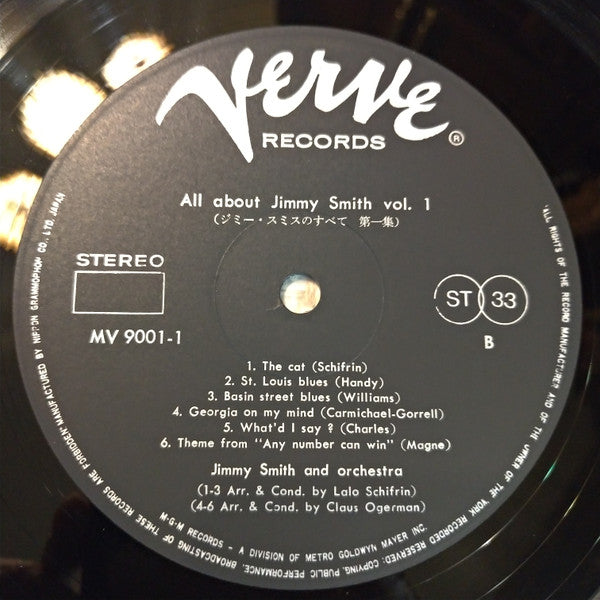 VERVE
RECORDS
®
All about Jimmy Smith vol. 1
(ジミー・スミスのすべて 第一集)
STEREO
MV 9001-1
ST 33
B
1. The cat (Schifrin)
2. St. Louis blues (Handy)
3. Basin street blues (Williams)
4. Georgia on my mind (Carmichael-Gorrell)
5. What'd I say ? (Charles)
6. Theme from "Any number can win" (Magne)
Jimmy Smith and orchestra
(1-3 Arr. & Cond. by Lalo Schifrin)
(4-6 Arr. & Cond. by Claus Ogerman)
M-G-M RECORDS – A DIVISION OF METRO GOLDWYN MAYER INC.
ALL RIGHTS OF THE RECORD MANUFACTURER AND OF THE OWNER OF THE WORK RECORDED RESERVED. COPYING, PUBLIC PERFORMANCE, BROADCASTING OF THESE RECORDS ARE FORBIDDEN. MANUFACTURED BY NIPPON GRAMMOPHON CO., LTD. JAPAN